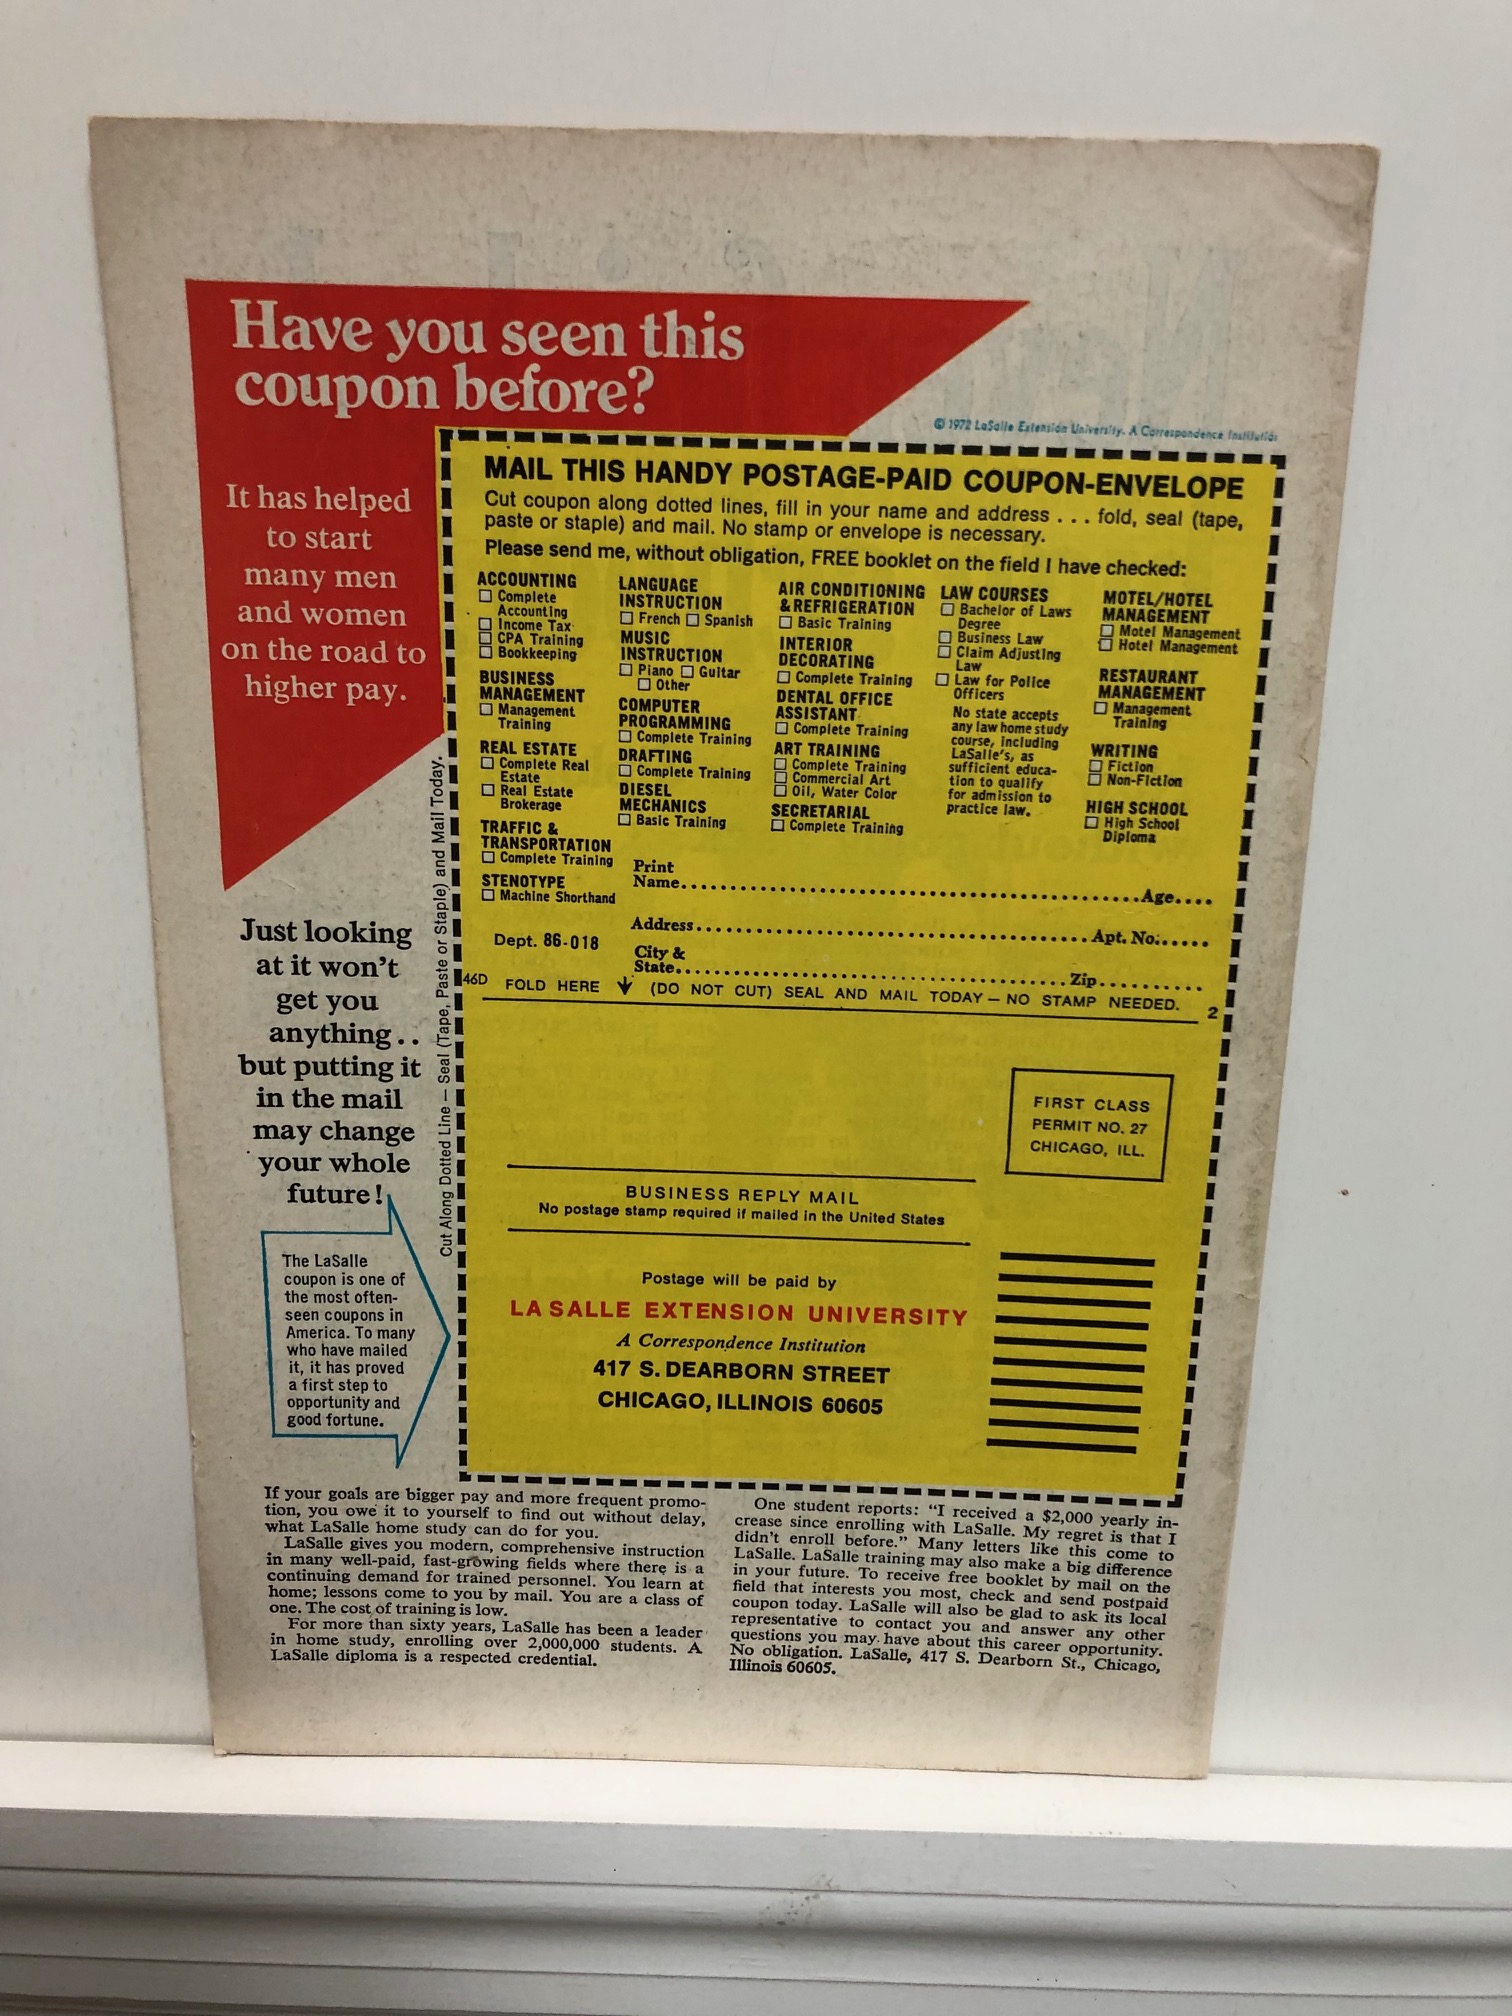 Have you seen this
coupon before?
It has helped
to start
many men
and women
on the road to
higher pay.
Just looking
at it won't
get you
anything..
but putting it
in the mail
may change
your whole
future!
The LaSalle
coupon is one of
the most often-
seen coupons in
America. To many
who have mailed
it, it has proved
a first step to
opportunity and
good fortune.
© 1972 LaSalle Extension University. A Correspondence Institution
Cut Along Dotted Line — Seal (Tape, Paste or Staple) and Mail Today.
MAIL THIS HANDY POSTAGE-PAID COUPON-ENVELOPE
Cut coupon along dotted lines, fill in your name and address . . . fold, seal (tape,
paste or staple) and mail. No stamp or envelope is necessary.
Please send me, without obligation, FREE booklet on the field I have checked:
ACCOUNTING
Complete
Accounting
Income Tax
CPA Training
Bookkeeping
BUSINESS
MANAGEMENT
Management
Training
REAL ESTATE
Complete Real
Estate
Real Estate
Brokerage
TRAFFIC &
TRANSPORTATION
Complete Training
STENOTYPE
Machine Shorthand
LANGUAGE
INSTRUCTION
French Spanish
MUSIC
INSTRUCTION
Piano Guitar
Other
COMPUTER
PROGRAMMING
Complete Training
DRAFTING
Complete Training
DIESEL
MECHANICS
Basic Training
AIR CONDITIONING
& REFRIGERATION
Basic Training
INTERIOR
DECORATING
Complete Training
DENTAL OFFICE
ASSISTANT
Complete Training
ART TRAINING
Complete Training
Commercial Art
Oil, Water Color
SECRETARIAL
Complete Training
LAW COURSES
Bachelor of Laws
Degree
Business Law
Claim Adjusting
Law
Law for Police
Officers
No state accepts
any law home study
course, including
LaSalle's, as
sufficient educa-
tion to qualify
for admission to
practice law.
MOTEL/HOTEL
MANAGEMENT
Motel Management
Hotel Management
RESTAURANT
MANAGEMENT
Management
Training
WRITING
Fiction
Non-Fiction
HIGH SCHOOL
High School
Diploma
Print
Name Age
Address Apt. No.
Dept. 86-018
City &
State Zip
46D FOLD HERE (DO NOT CUT) SEAL AND MAIL TODAY — NO STAMP NEEDED. 2
FIRST CLASS
PERMIT NO. 27
CHICAGO, ILL.
BUSINESS REPLY MAIL
No postage stamp required if mailed in the United States
Postage will be paid by
LA SALLE EXTENSION UNIVERSITY
A Correspondence Institution
417 S. DEARBORN STREET
CHICAGO, ILLINOIS 60605
If your goals are bigger pay and more frequent promo-
tion, you owe it to yourself to find out without delay,
what LaSalle home study can do for you.
LaSalle gives you modern, comprehensive instruction
in many well-paid, fast-growing fields where there is a
continuing demand for trained personnel. You learn at
home; lessons come to you by mail. You are a class of
one. The cost of training is low.
For more than sixty years, LaSalle has been a leader
in home study, enrolling over 2,000,000 students. A
LaSalle diploma is a respected credential.
One student reports: "I received a $2,000 yearly in-
crease since enrolling with LaSalle. My regret is that I
didn't enroll before." Many letters like this come to
LaSalle. LaSalle training may also make a big difference
in your future. To receive free booklet by mail on the
field that interests you most, check and send postpaid
coupon today. LaSalle will also be glad to ask its local
representative to contact you and answer any other
questions you may have about this career opportunity.
No obligation. LaSalle, 417 S. Dearborn St., Chicago,
Illinois 60605.